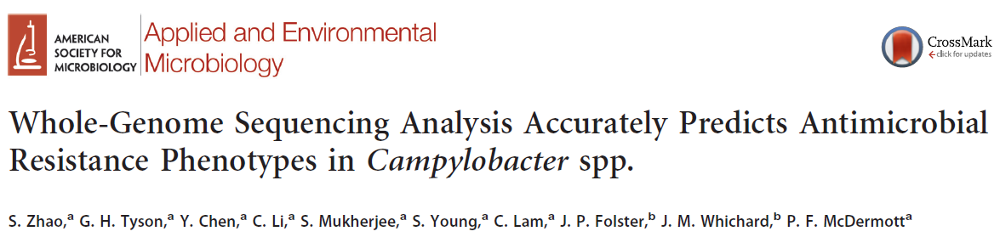 AMERICAN
SOCIETY FOR
MICROBIOLOGY
Applied and Environmental
Microbiology
CrossMark
click for updates
Whole-Genome Sequencing Analysis Accurately Predicts Antimicrobial
Resistance Phenotypes in Campylobacter spp.
S. Zhao,ᵃ G. H. Tyson,ᵃ Y. Chen,ᵃ C. Li,ᵃ S. Mukherjee,ᵃ S. Young,ᵃ C. Lam,ᵃ J. P. Folster,ᵇ J. M. Whichard,ᵇ P. F. McDermottᵃ